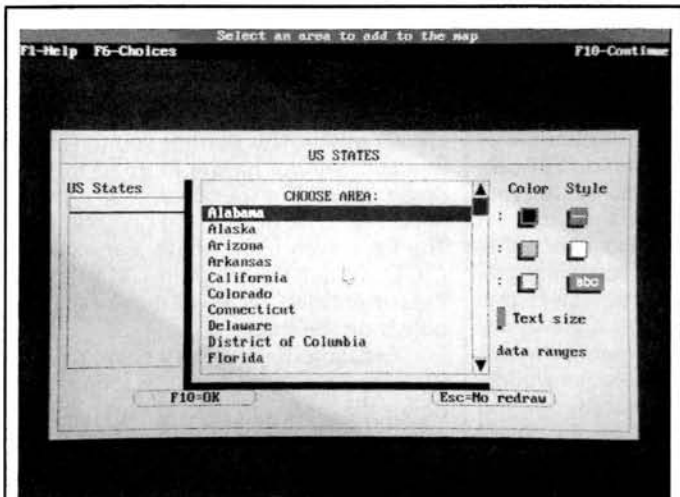 Select an area to add to the map
F1-Help F6-Choices F10-Continue
US STATES
US States
CHOOSE AREA:
Color Style
Alabama
Alaska
Arizona
Arkansas
California
Colorado
Connecticut
Delaware
District of Columbia
Florida
:
:
: abc
Text size
data ranges
F10=OK
Esc=No redraw